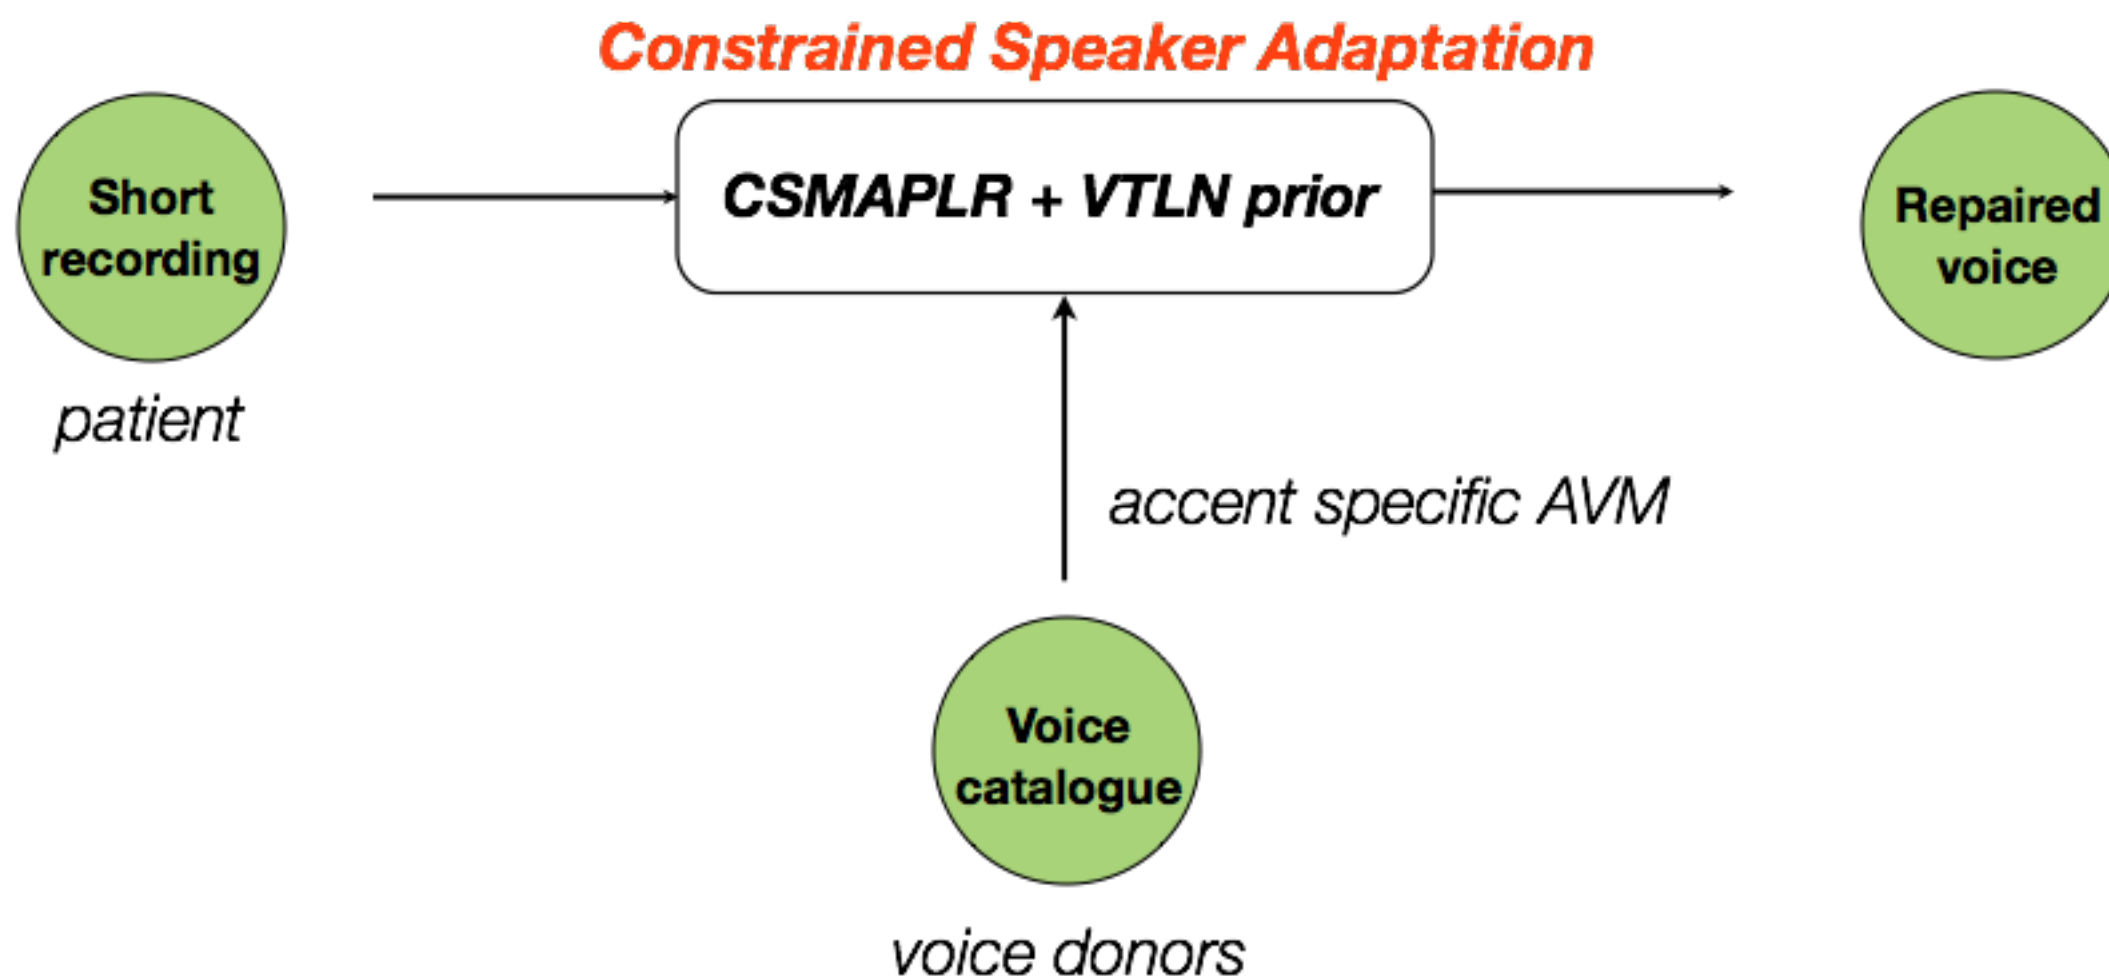 Constrained Speaker Adaptation
Short
recording
CSMAPLR + VTLN prior
Repaired
voice
patient
accent specific AVM
Voice
catalogue
voice donors